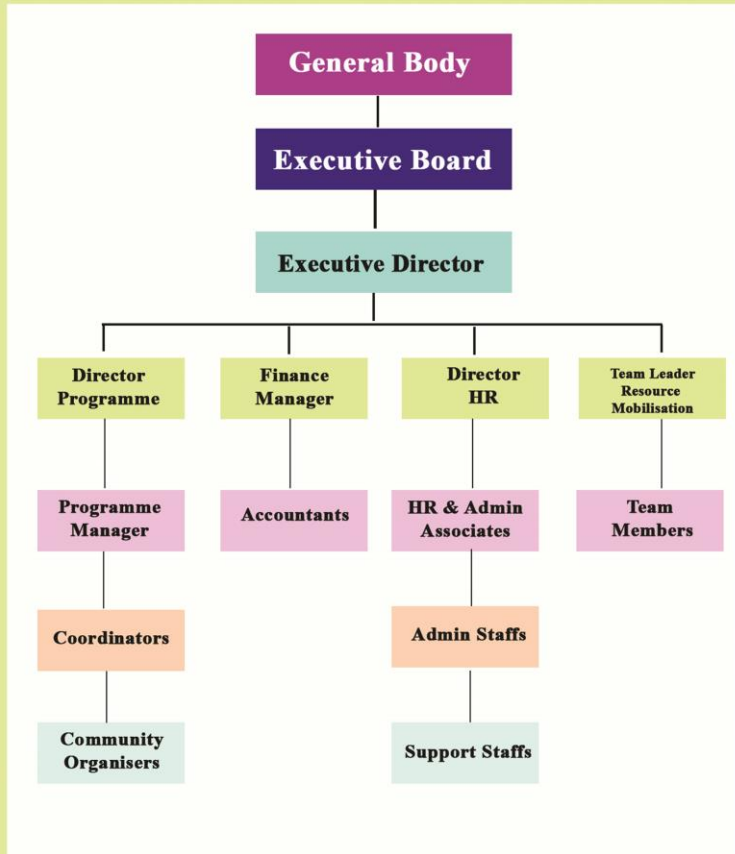 General Body
Executive Board
Executive Director
Director
Programme
Finance
Manager
Director
HR
Team Leader
Resource
Mobilisation
Programme
Manager
Accountants
HR & Admin
Associates
Team
Members
Coordinators
Admin Staffs
Community
Organisers
Support Staffs